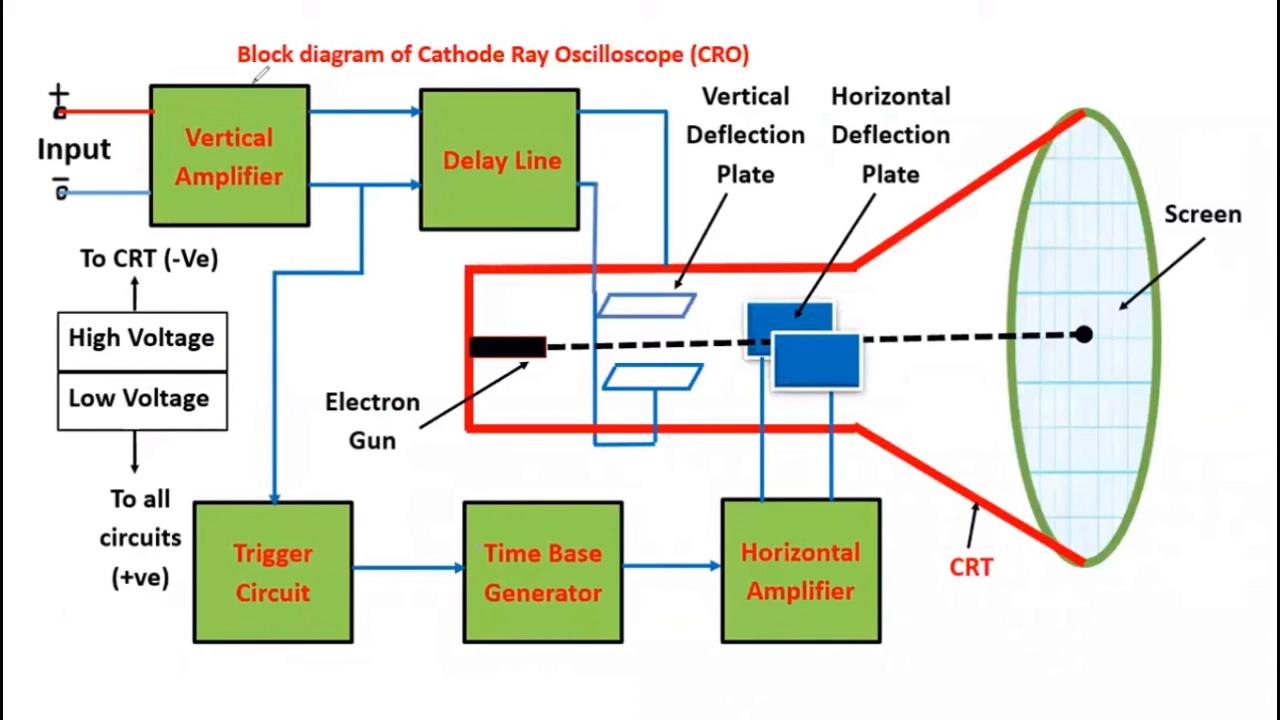 Block diagram of Cathode Ray Oscilloscope (CRO)
+
e
Input
–
e
Vertical
Amplifier
Delay Line
Vertical
Deflection
Plate
Horizontal
Deflection
Plate
Screen
To CRT (-Ve)
High Voltage
Low Voltage
To all
circuits
(+ve)
Electron
Gun
Trigger
Circuit
Time Base
Generator
Horizontal
Amplifier
CRT